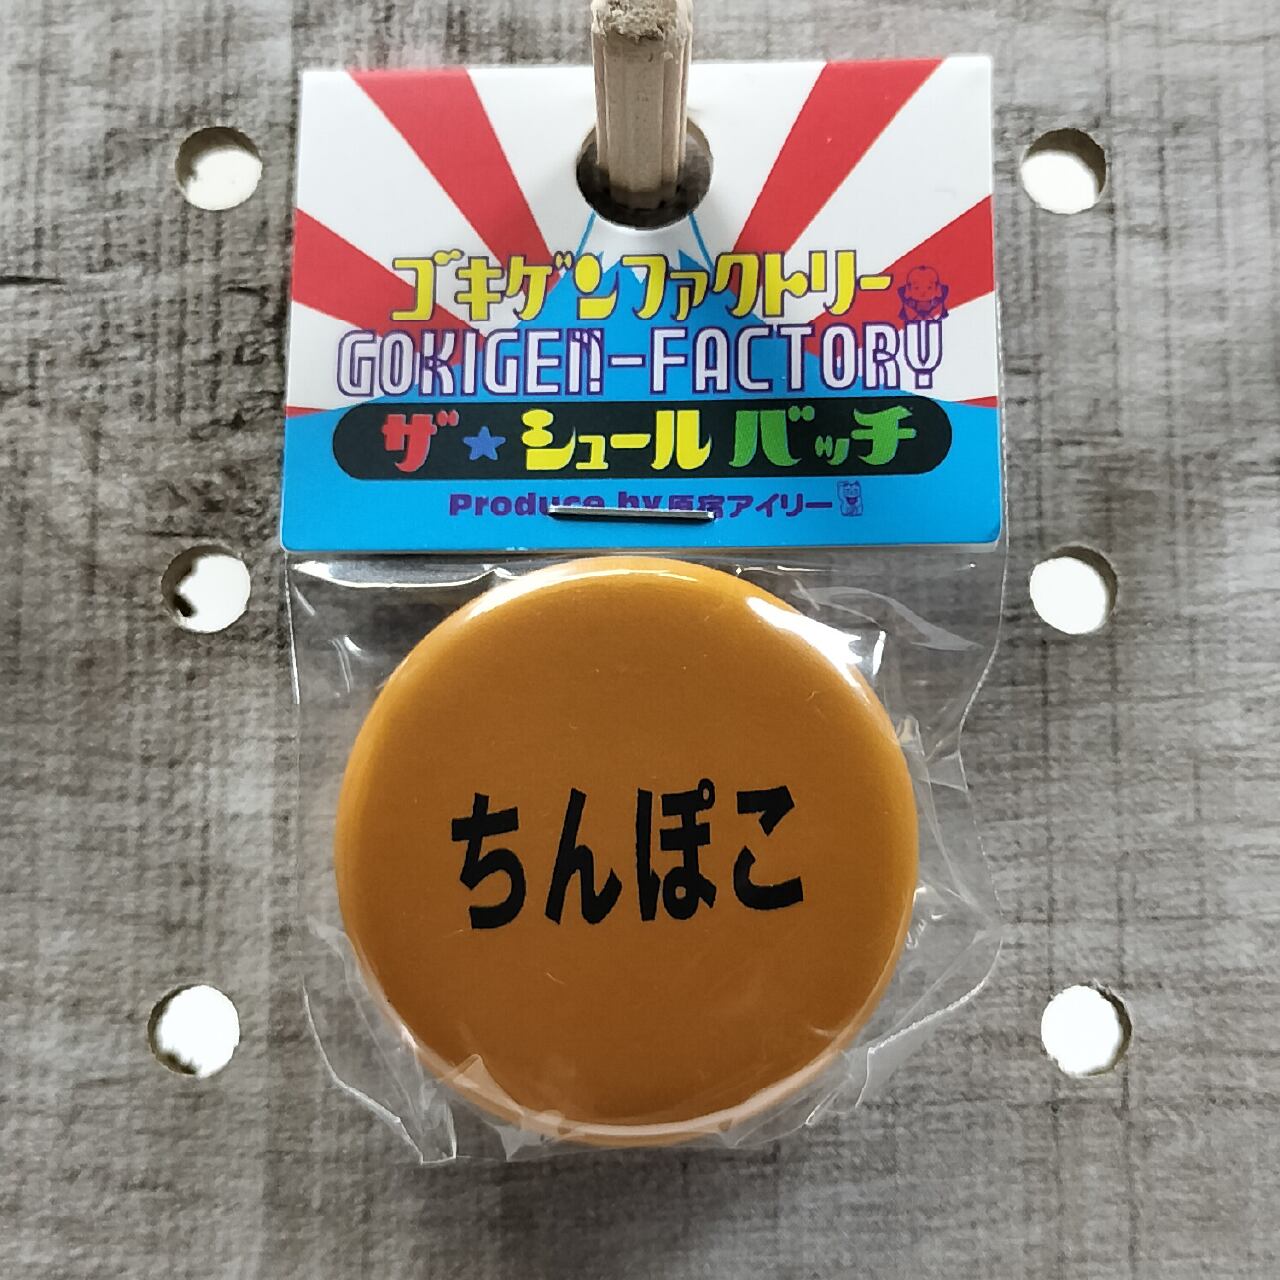 ゴキゲンファクトリー
GOKIGEN-FACTORY
ザ★シュールバッチ
Produce by 原宿アイリー
ちんぽこ